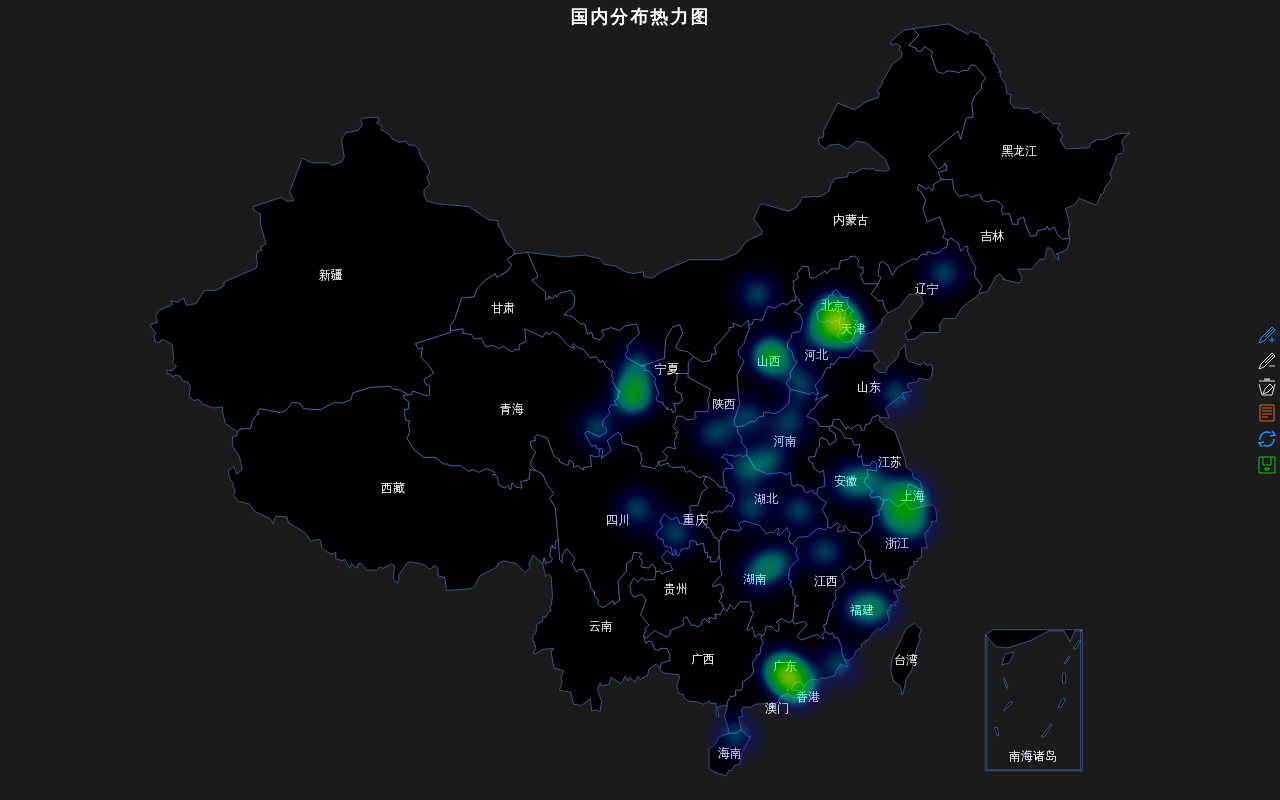 国内分布热力图
黑龙江
内蒙古
吉林
新疆
辽宁
北京
甘肃
天津
河北
山西
宁夏
山东
陕西
青海
河南
江苏
安徽
西藏
上海
湖北
四川
重庆
浙江
湖南
江西
贵州
福建
云南
广西
台湾
广东
香港
澳门
海南
南海诸岛